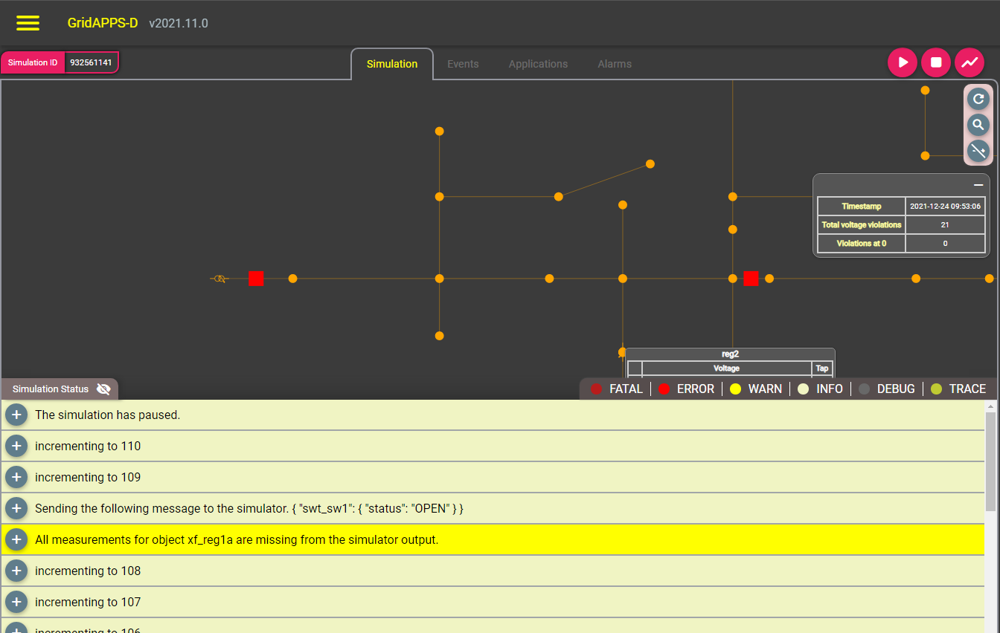 GridAPPS-D v2021.11.0
Simulation ID 932561141
Simulation Events Applications Alarms
Timestamp 2021-12-24 09:53:06
Total voltage violations 21
Violations at 0 0
reg2
Voltage Tap
Simulation Status
FATAL ERROR WARN INFO DEBUG TRACE
The simulation has paused.
incrementing to 110
incrementing to 109
Sending the following message to the simulator. { "swt_sw1": { "status": "OPEN" } }
All measurements for object xf_reg1a are missing from the simulator output.
incrementing to 108
incrementing to 107
incrementing to 106